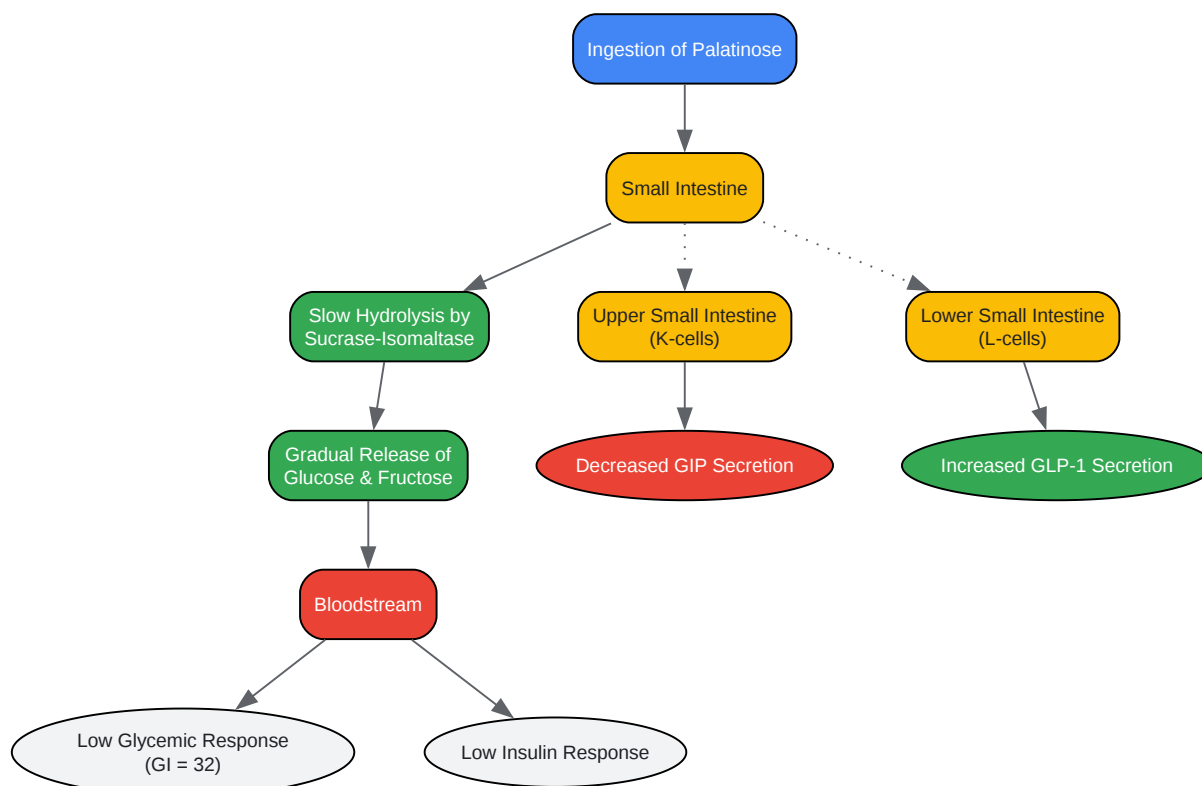 Ingestion of Palatinose
Small Intestine
Slow Hydrolysis by
Sucrase-Isomaltase
Upper Small Intestine
(K-cells)
Lower Small Intestine
(L-cells)
Gradual Release of
Glucose & Fructose
Decreased GIP Secretion
Increased GLP-1 Secretion
Bloodstream
Low Glycemic Response
(GI = 32)
Low Insulin Response